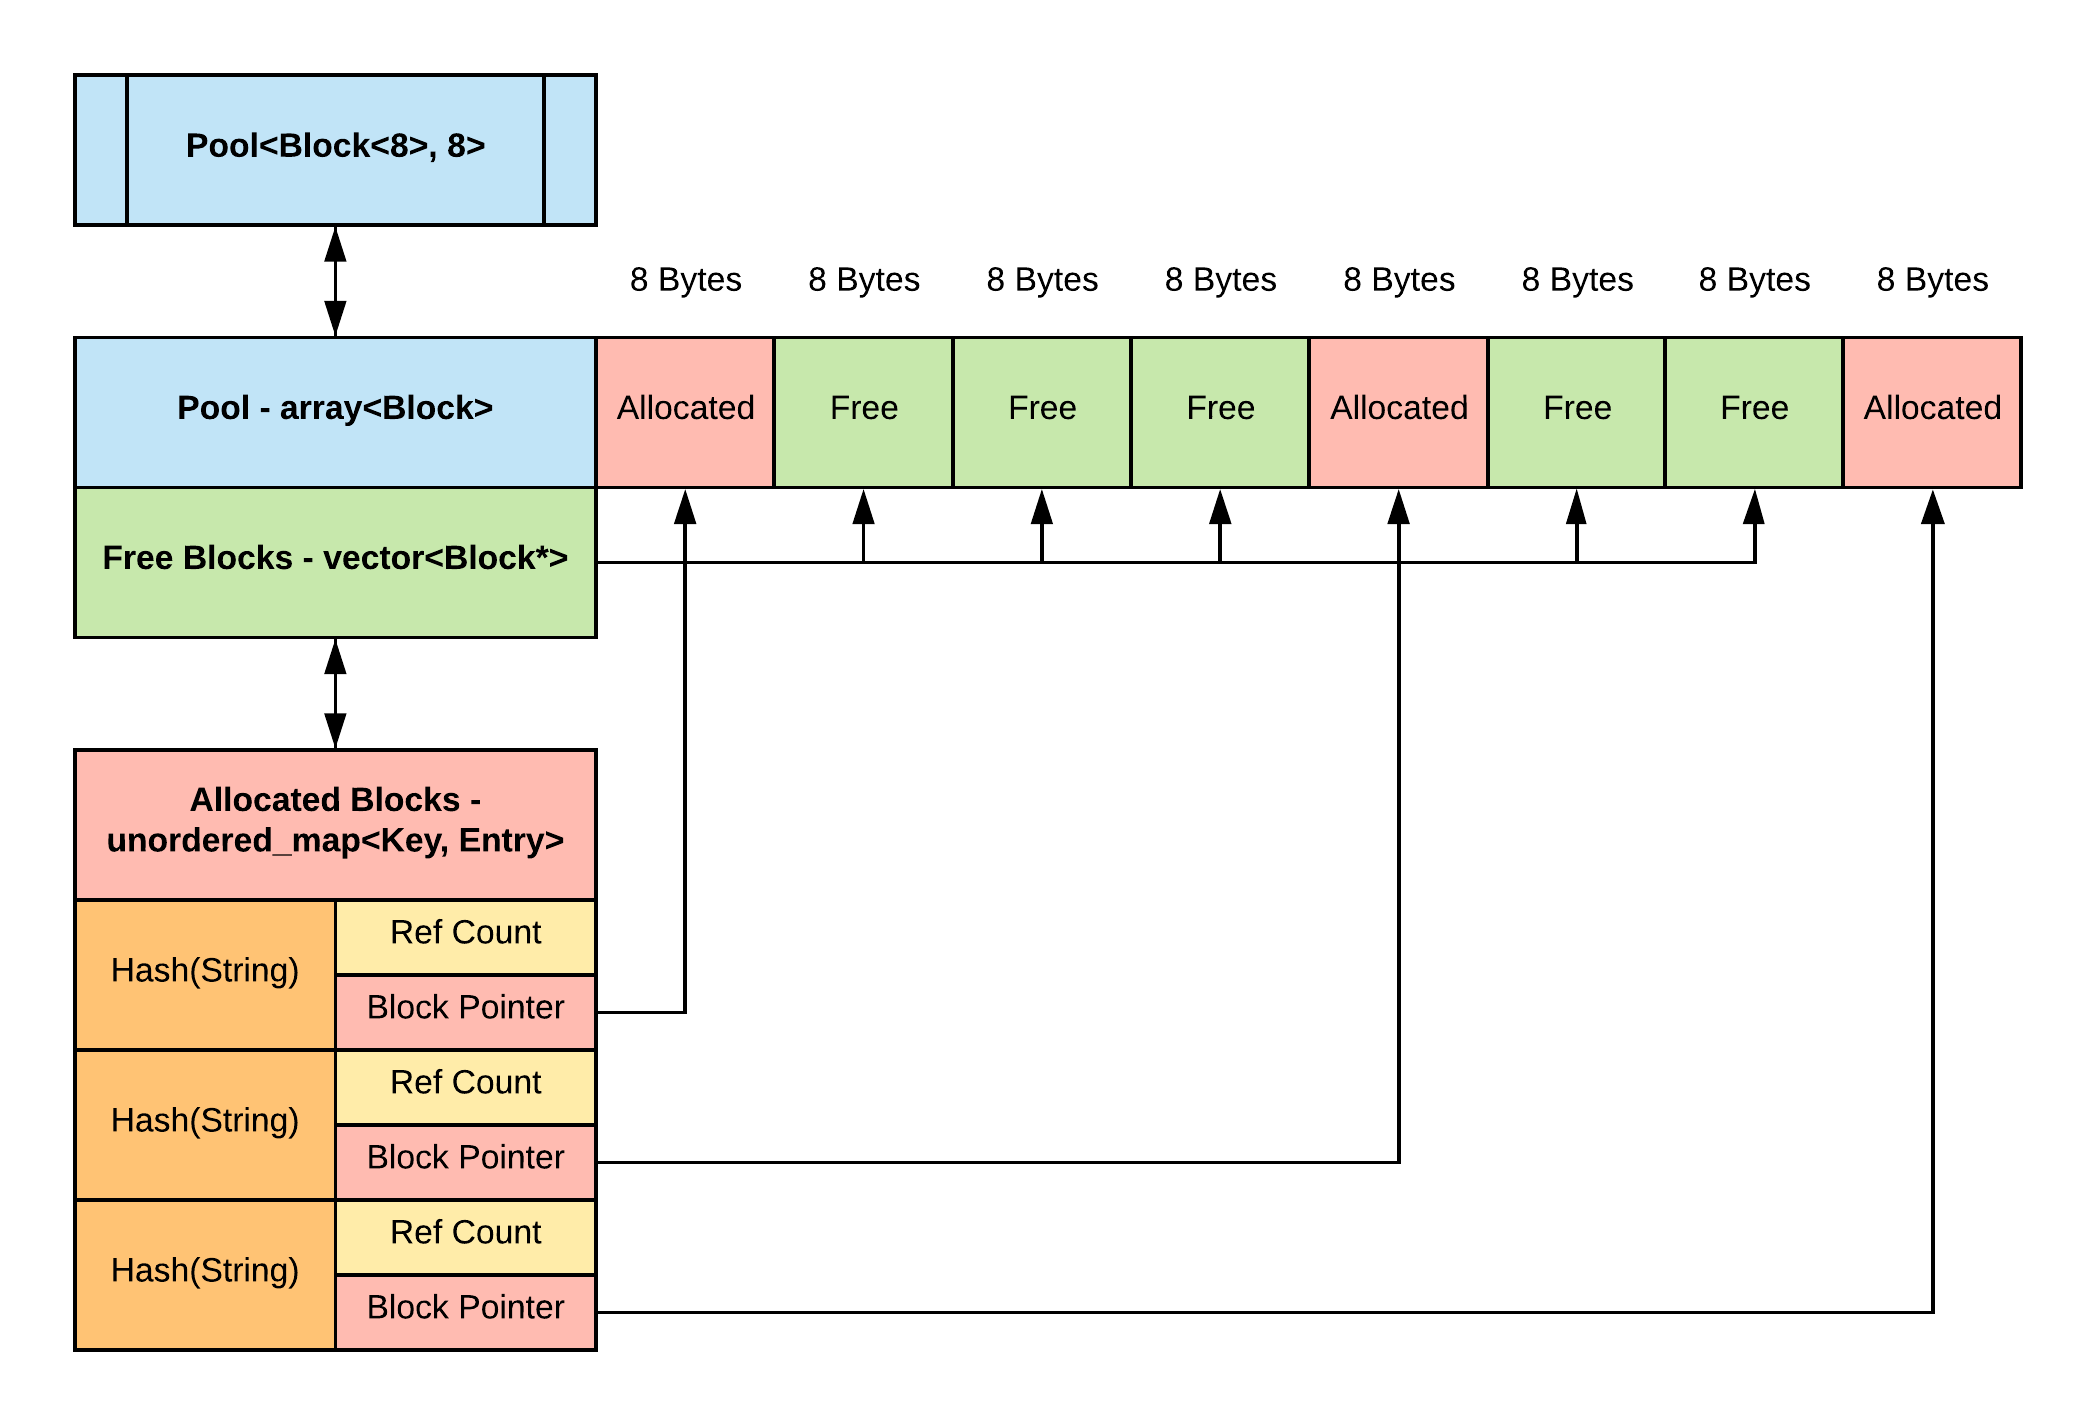 Pool<Block<8>, 8>
8 Bytes
8 Bytes
8 Bytes
8 Bytes
8 Bytes
8 Bytes
8 Bytes
8 Bytes
Pool - array<Block>
Allocated
Free
Free
Free
Allocated
Free
Free
Allocated
Free Blocks - vector<Block*>
Allocated Blocks -
unordered_map<Key, Entry>
Hash(String)
Ref Count
Block Pointer
Hash(String)
Ref Count
Block Pointer
Hash(String)
Ref Count
Block Pointer